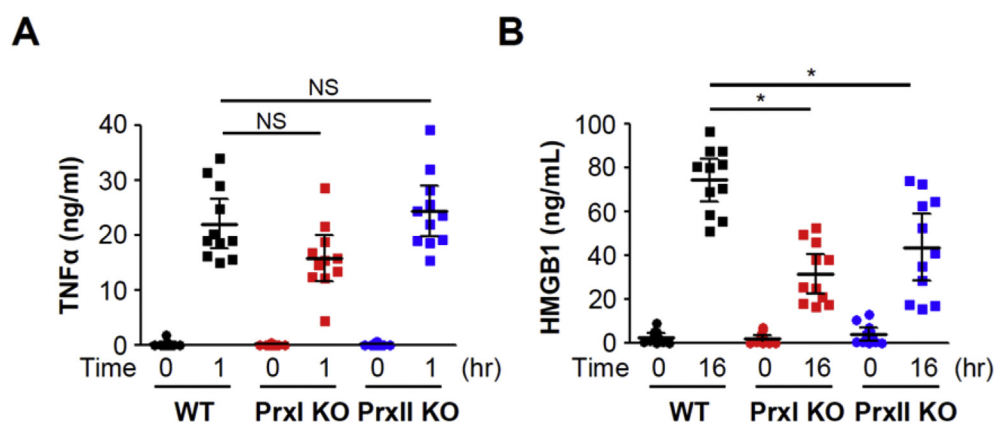 A
NS
NS
TNFα (ng/ml)
40
30
20
10
0
Time 0 1 0 1 0 1 (hr)
WT PrxI KO PrxII KO
B
*
*
HMGB1 (ng/mL)
100
80
60
40
20
0
Time 0 16 0 16 0 16 (hr)
WT PrxI KO PrxII KO